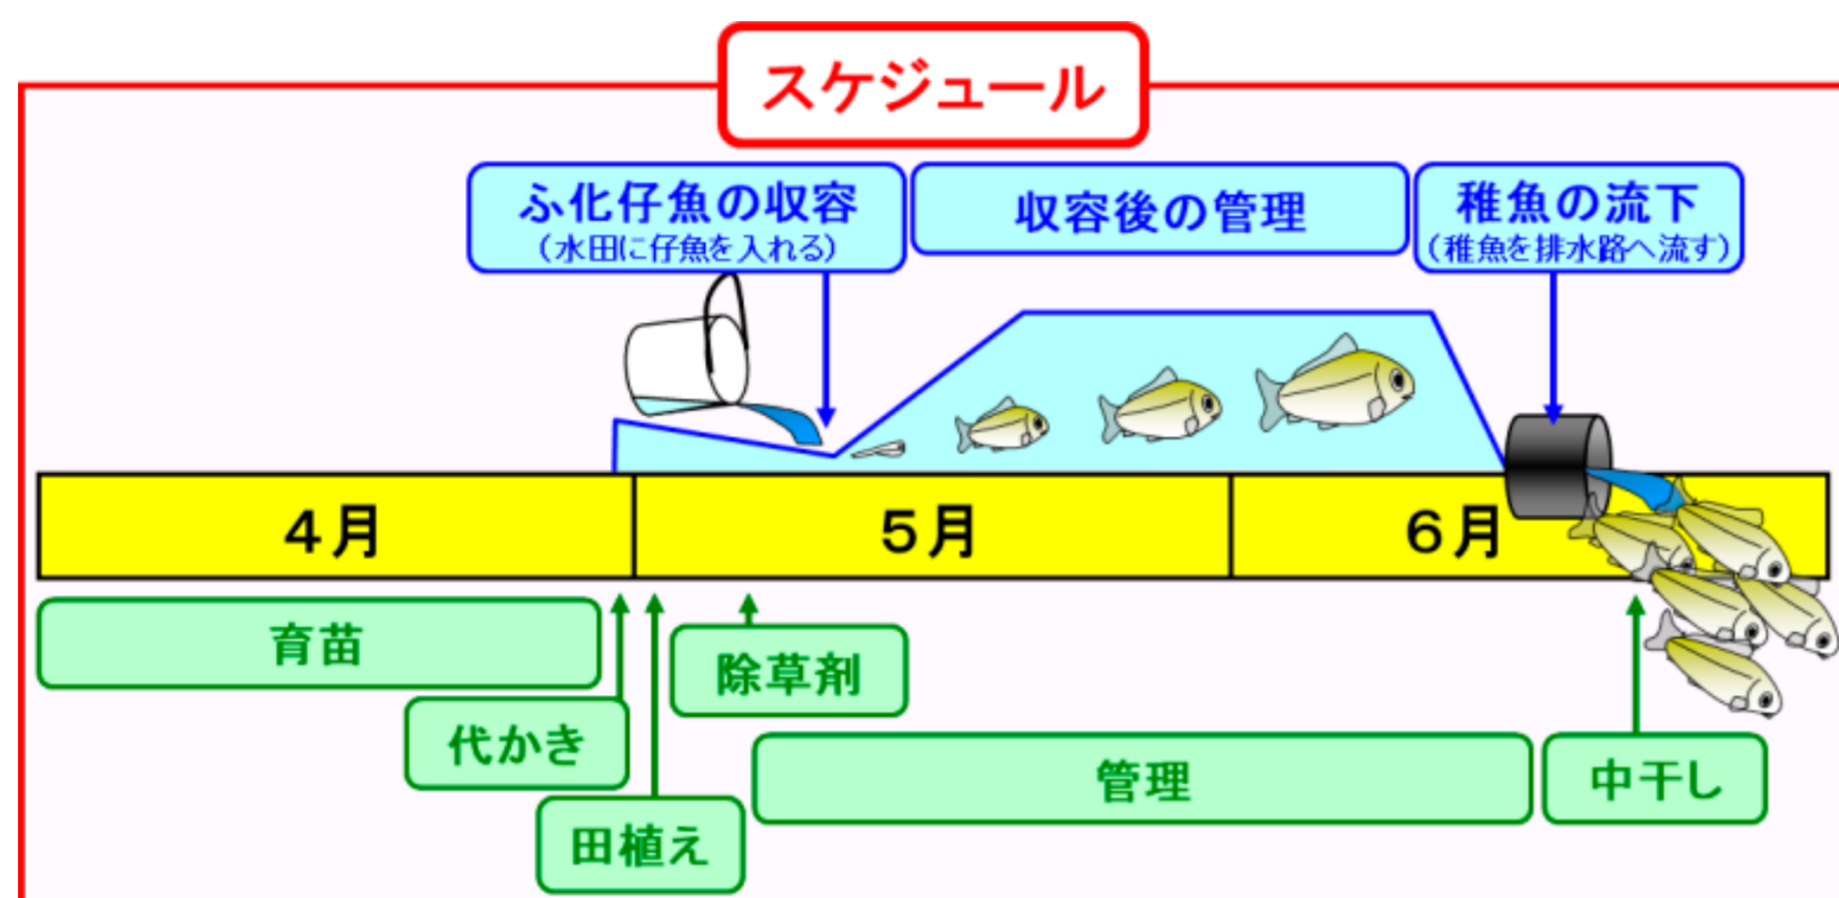 スケジュール
ふ化仔魚の収容
（水田に仔魚を入れる）
収容後の管理
稚魚の流下
（稚魚を排水路へ流す）
４月
５月
６月
育苗
除草剤
代かき
管理
中干し
田植え